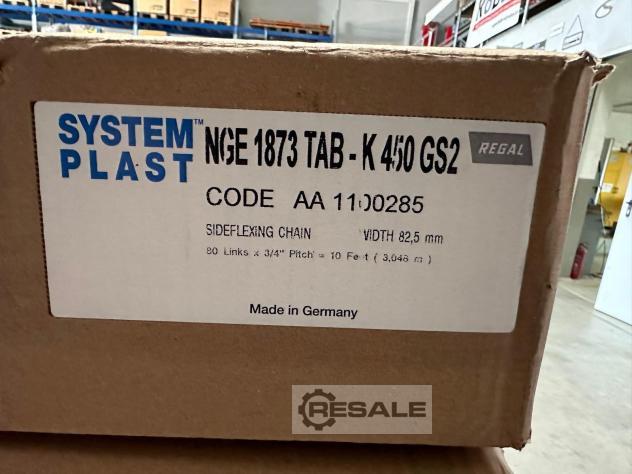 SYSTEM™
PLAST
NGE 1873 TAB - K 450 GS2
REGAL
CODE AA 1100285
SIDEFLEXING CHAIN WIDTH 82,5 mm
80 Links x 3/4" Pitch = 10 Feet ( 3,048 m )
Made in Germany
RESALE